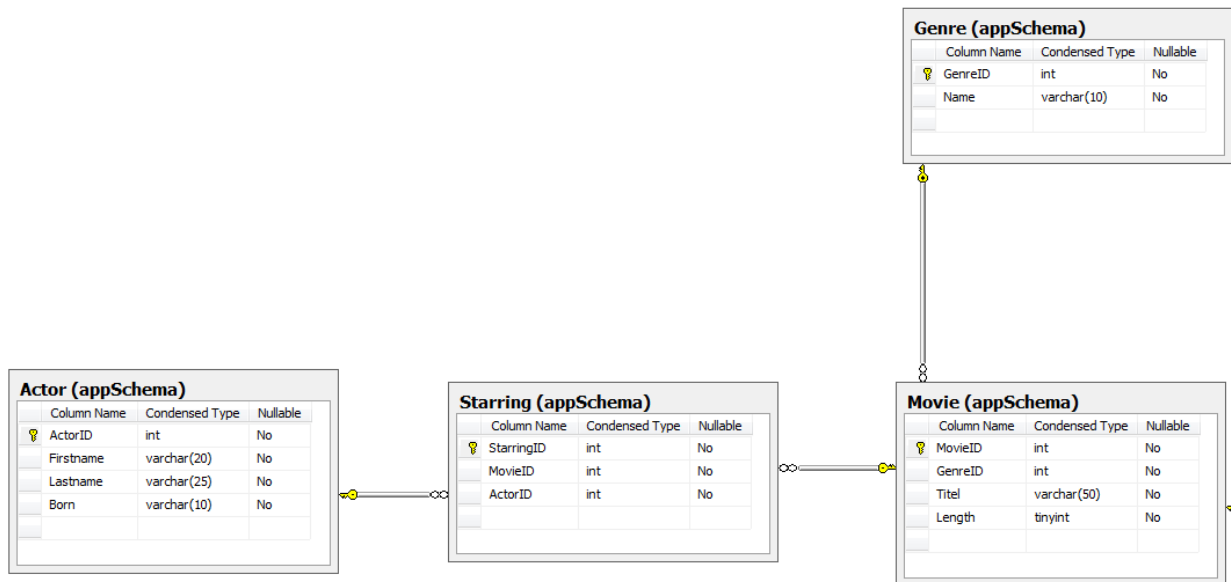 Genre (appSchema)
Column Name Condensed Type Nullable
GenreID int No
Name varchar(10) No
Actor (appSchema)
Column Name Condensed Type Nullable
ActorID int No
Firstname varchar(20) No
Lastname varchar(25) No
Born varchar(10) No
Starring (appSchema)
Column Name Condensed Type Nullable
StarringID int No
MovieID int No
ActorID int No
Movie (appSchema)
Column Name Condensed Type Nullable
MovieID int No
GenreID int No
Titel varchar(50) No
Length tinyint No